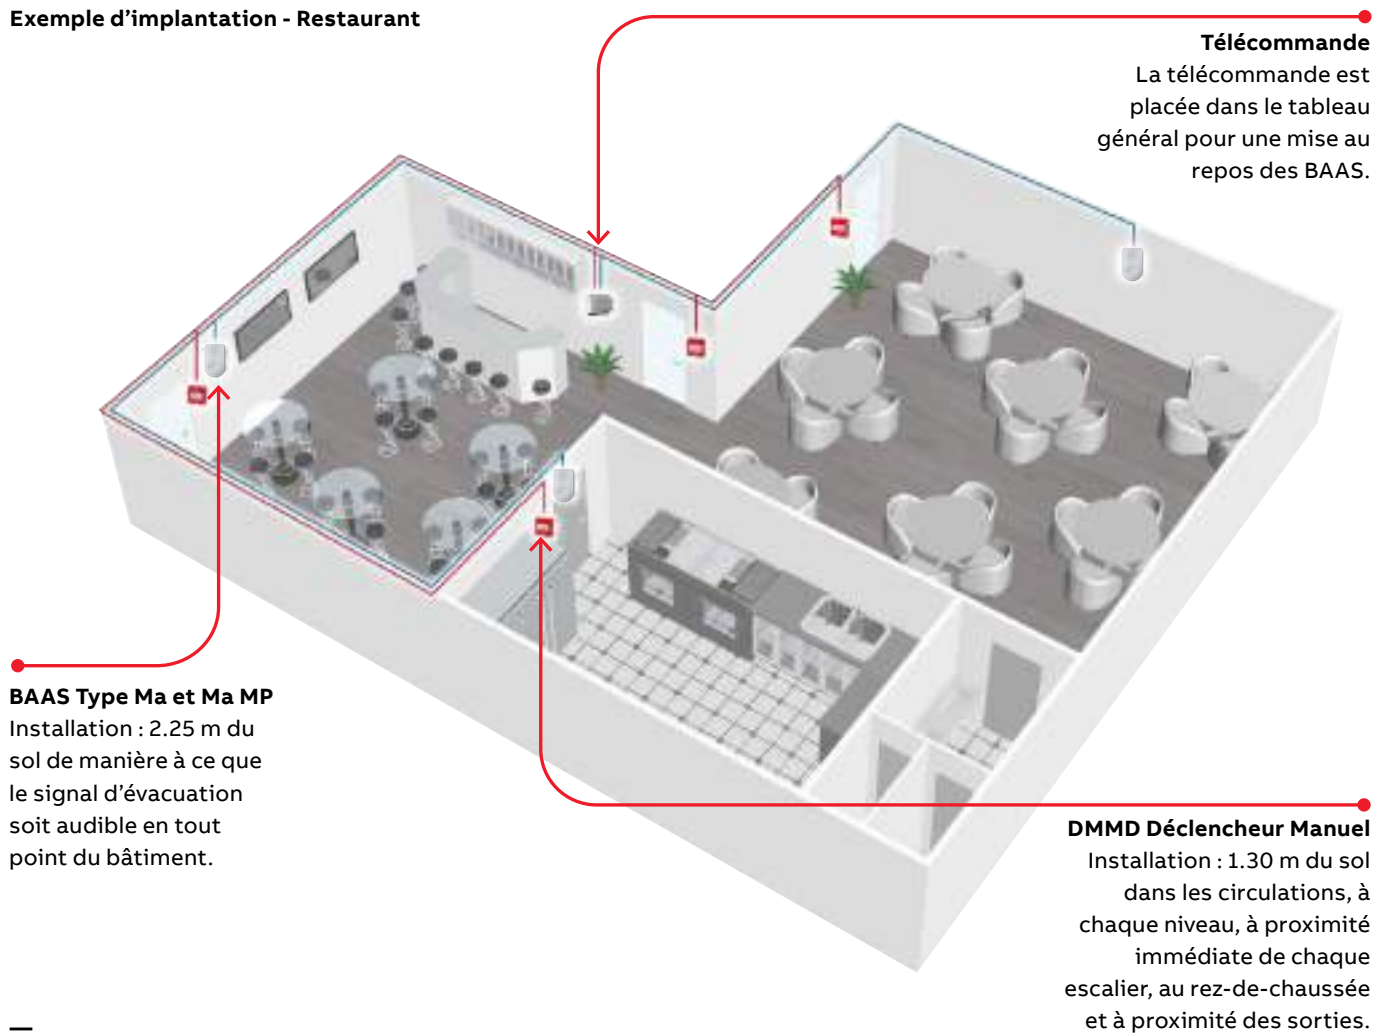 Exemple d’implantation - Restaurant
Télécommande
La télécommande est
placée dans le tableau
général pour une mise au
repos des BAAS.
BAAS Type Ma et Ma MP
Installation : 2.25 m du
sol de manière à ce que
le signal d’évacuation
soit audible en tout
point du bâtiment.
DMMD Déclencheur Manuel
Installation : 1.30 m du sol
dans les circulations, à
chaque niveau, à proximité
immédiate de chaque
escalier, au rez-de-chaussée
et à proximité des sorties.